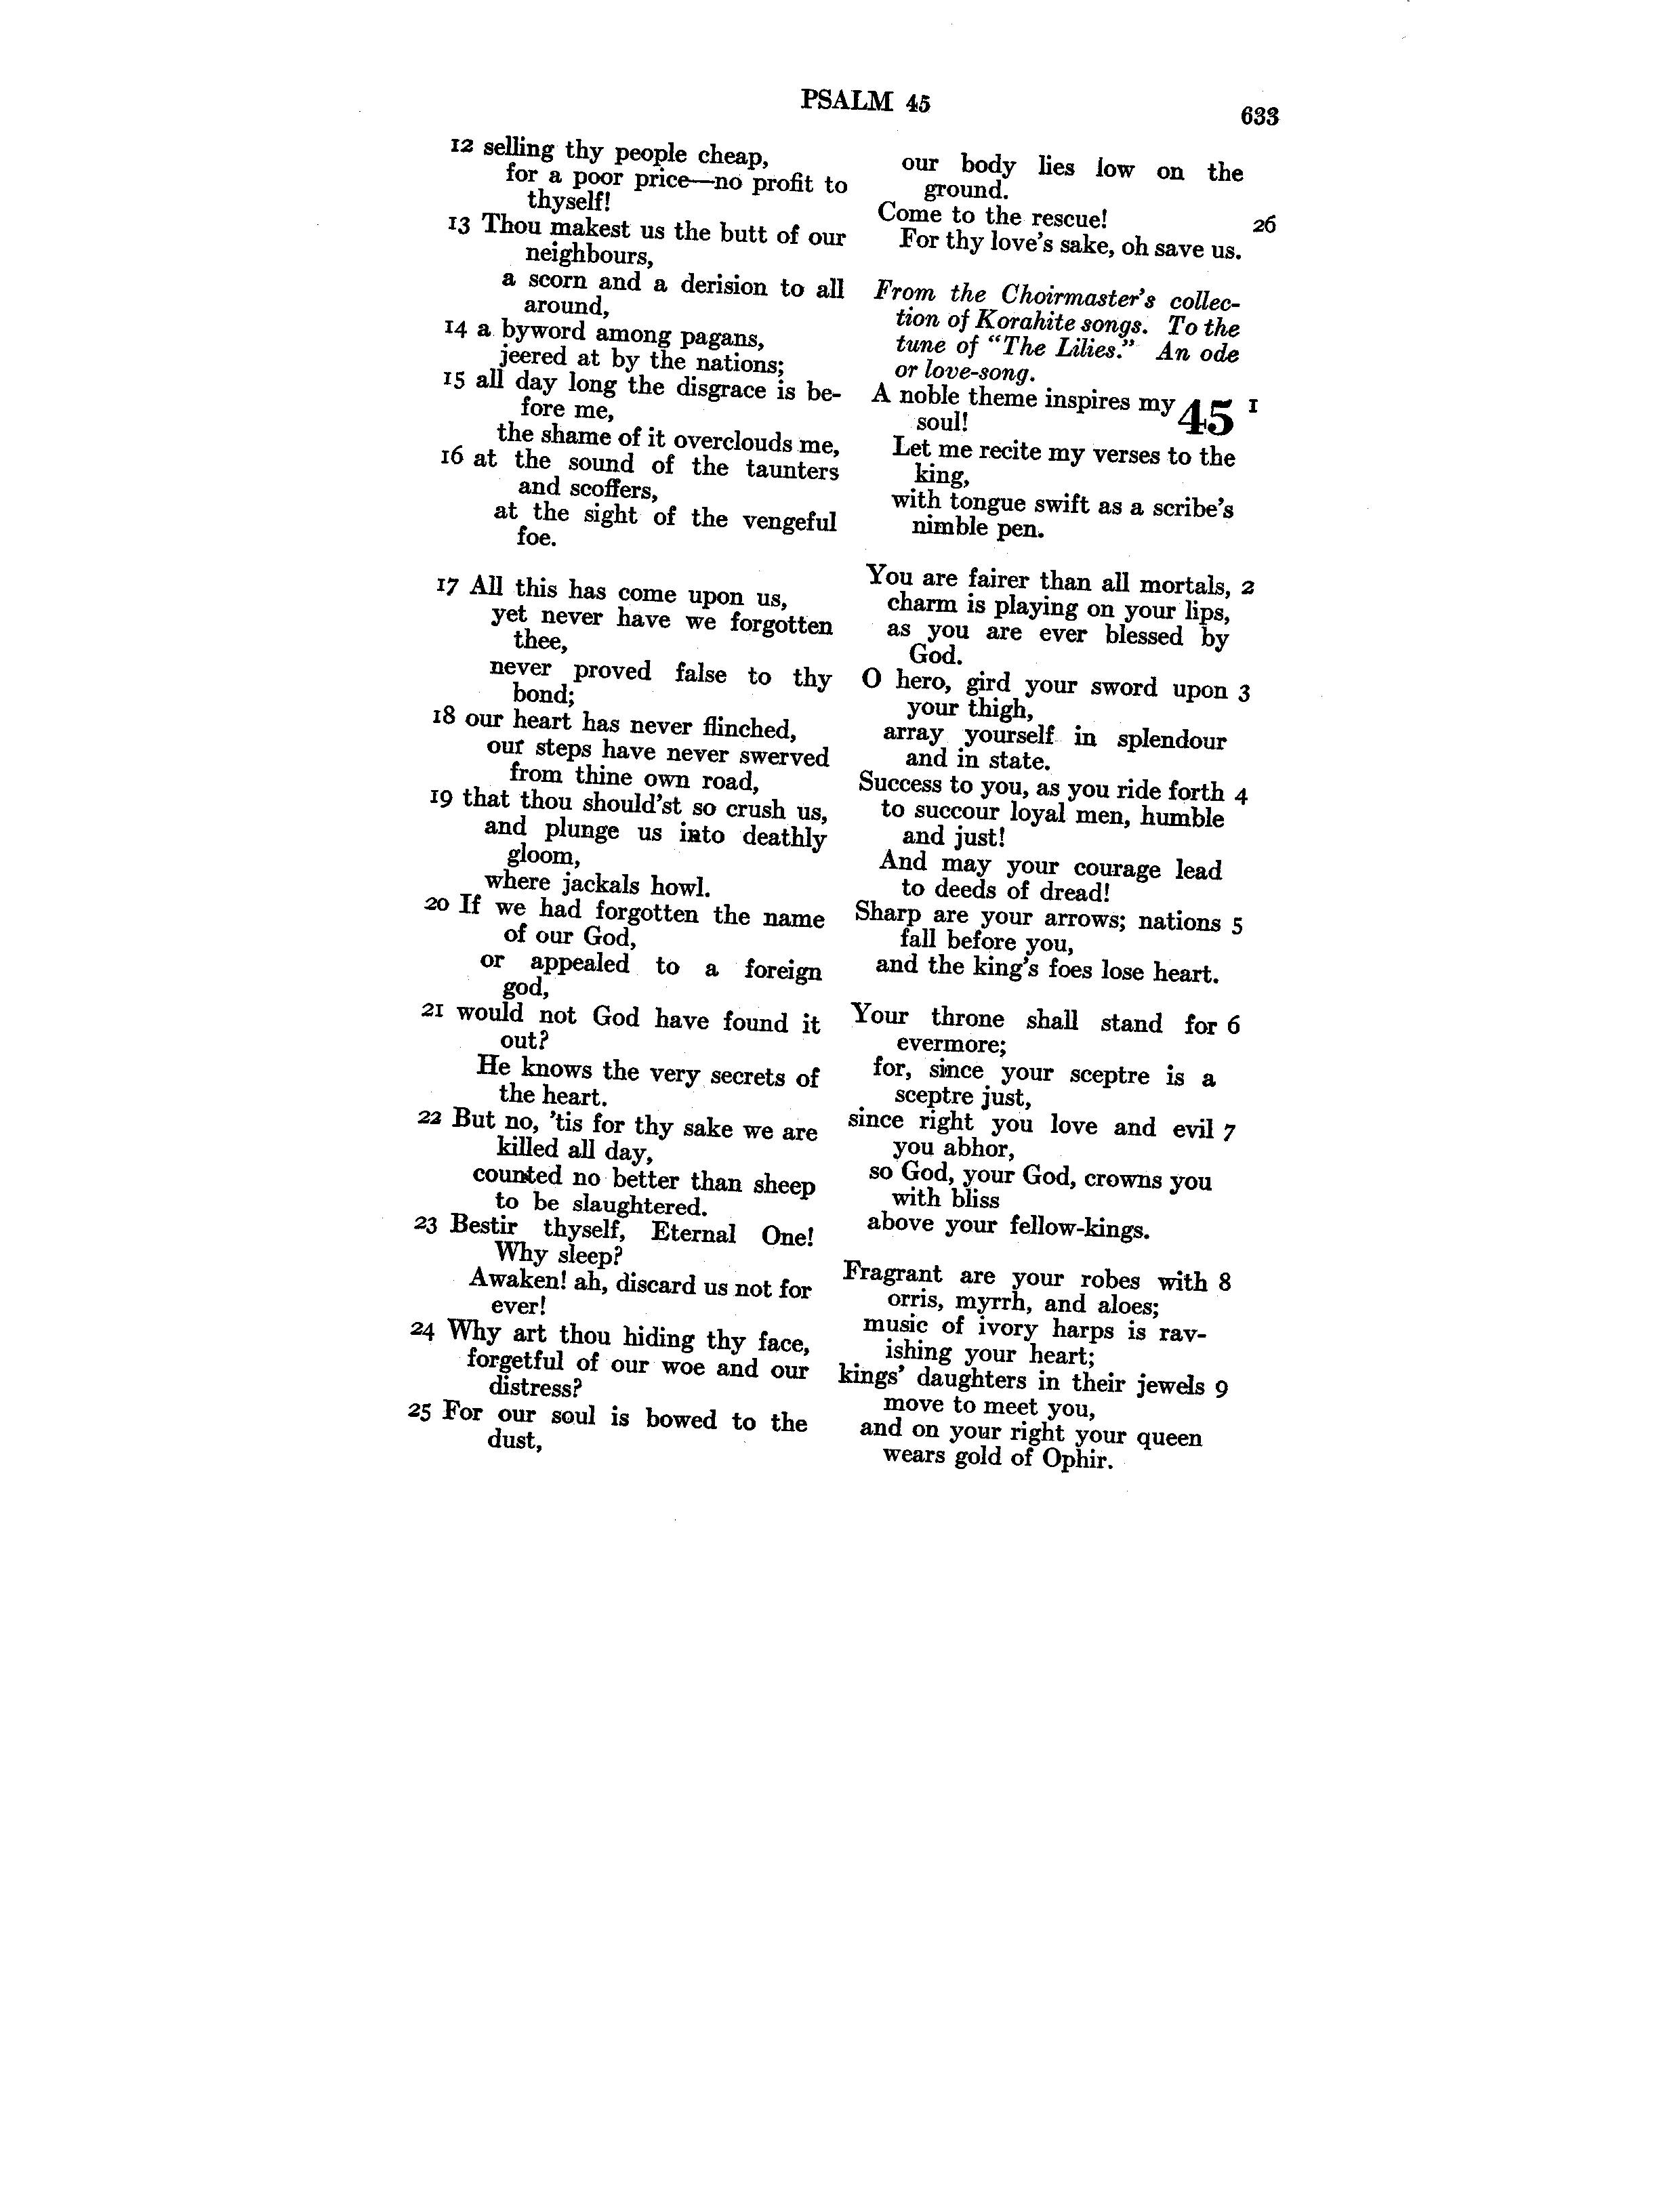 PSALM 45
633
12 selling thy people cheap,
for a poor price—no profit to
thyself!
13 Thou makest us the butt of our
neighbours,
a scorn and a derision to all
around,
14 a byword among pagans,
jeered at by the nations;
15 all day long the disgrace is be-
fore me,
the shame of it overclouds me,
16 at the sound of the taunters
and scoffers,
at the sight of the vengeful
foe.
17 All this has come upon us,
yet never have we forgotten
thee,
never proved false to thy
bond;
18 our heart has never flinched,
our steps have never swerved
from thine own road,
19 that thou should'st so crush us,
and plunge us into deathly
gloom,
where jackals howl.
20 If we had forgotten the name
of our God,
or appealed to a foreign
god,
21 would not God have found it
out?
He knows the very secrets of
the heart.
22 But no, 'tis for thy sake we are
killed all day,
counted no better than sheep
to be slaughtered.
23 Bestir thyself, Eternal One!
Why sleep?
Awaken! ah, discard us not for
ever!
24 Why art thou hiding thy face,
forgetful of our woe and our
distress?
25 For our soul is bowed to the
dust,
our body lies low on the
ground.
Come to the rescue! 26
For thy love's sake, oh save us.
From the Choirmaster's collec-
tion of Korahite songs. To the
tune of "The Lilies." An ode
or love-song.
A noble theme inspires my 45 1
soul!
Let me recite my verses to the
king,
with tongue swift as a scribe's
nimble pen.
You are fairer than all mortals, 2
charm is playing on your lips,
as you are ever blessed by
God.
O hero, gird your sword upon 3
your thigh,
array yourself in splendour
and in state.
Success to you, as you ride forth 4
to succour loyal men, humble
and just!
And may your courage lead
to deeds of dread!
Sharp are your arrows; nations 5
fall before you,
and the king's foes lose heart.
Your throne shall stand for 6
evermore;
for, since your sceptre is a
sceptre just,
since right you love and evil 7
you abhor,
so God, your God, crowns you
with bliss
above your fellow-kings.
Fragrant are your robes with 8
orris, myrrh, and aloes;
music of ivory harps is rav-
ishing your heart;
kings' daughters in their jewels 9
move to meet you,
and on your right your queen
wears gold of Ophir.